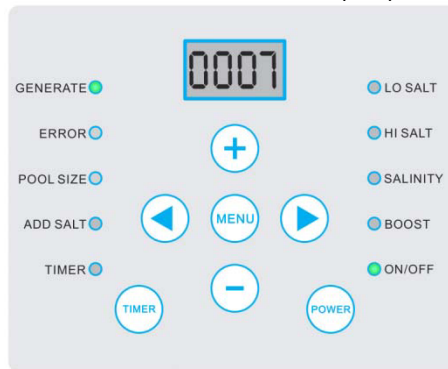 0007
GENERATE
LO SALT
ERROR
+
HI SALT
POOL SIZE
SALINITY
ADD SALT
MENU
BOOST
TIMER
−
ON/OFF
TIMER
POWER